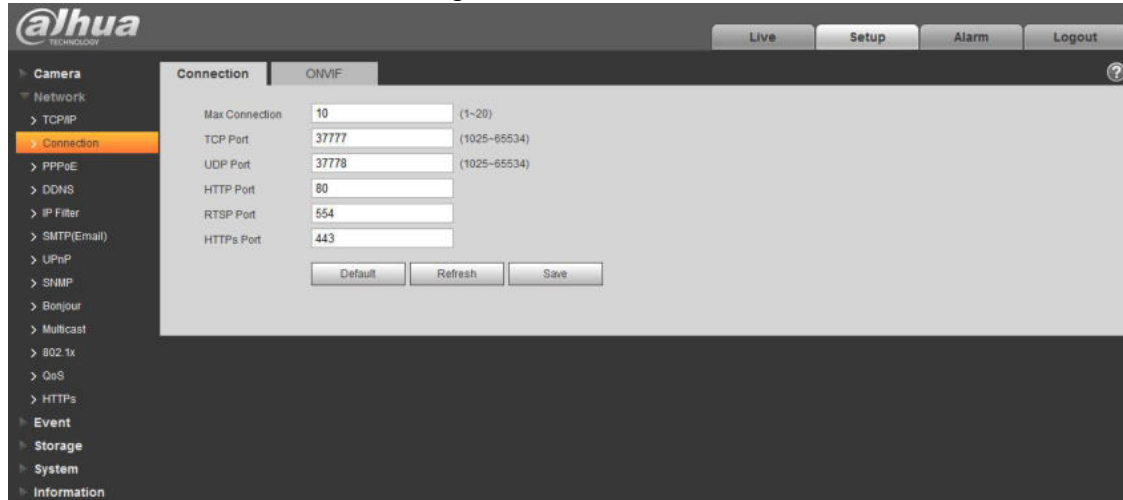 alhua
TECHNOLOGY
Live Setup Alarm Logout
Camera
Network
TCP/IP
Connection
PPPoE
DDNS
IP Filter
SMTP(Email)
UPnP
SNMP
Bonjour
Multicast
802.1x
QoS
HTTPs
Event
Storage
System
Information
Connection ONVIF ?
Max Connection 10 (1~20)
TCP Port 37777 (1025~65534)
UDP Port 37778 (1025~65534)
HTTP Port 80
RTSP Port 554
HTTPs Port 443
Default Refresh Save